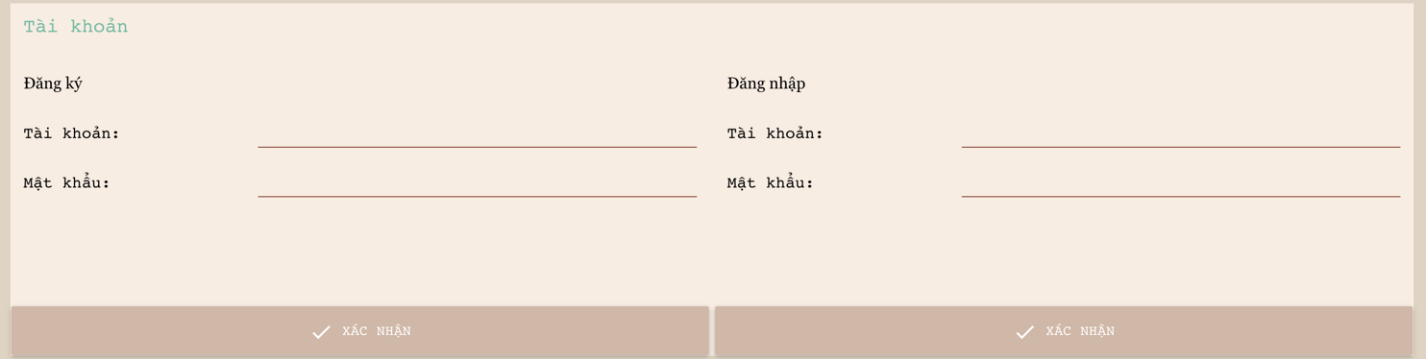 Tài khoản
Đăng ký
Tài khoản:
Mật khẩu:
XÁC NHẬN
Đăng nhập
Tài khoản:
Mật khẩu:
XÁC NHẬN